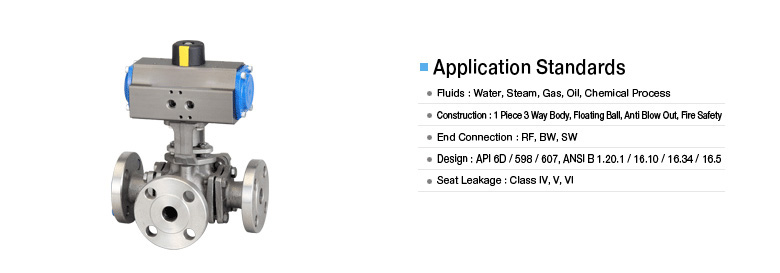 Application Standards
Fluids : Water, Steam, Gas, Oil, Chemical Process
Construction : 1 Piece 3 Way Body, Floating Ball, Anti Blow Out, Fire Safety
End Connection : RF, BW, SW
Design : API 6D / 598 / 607, ANSI B 1.20.1 / 16.10 / 16.34 / 16.5
Seat Leakage : Class IV, V, VI